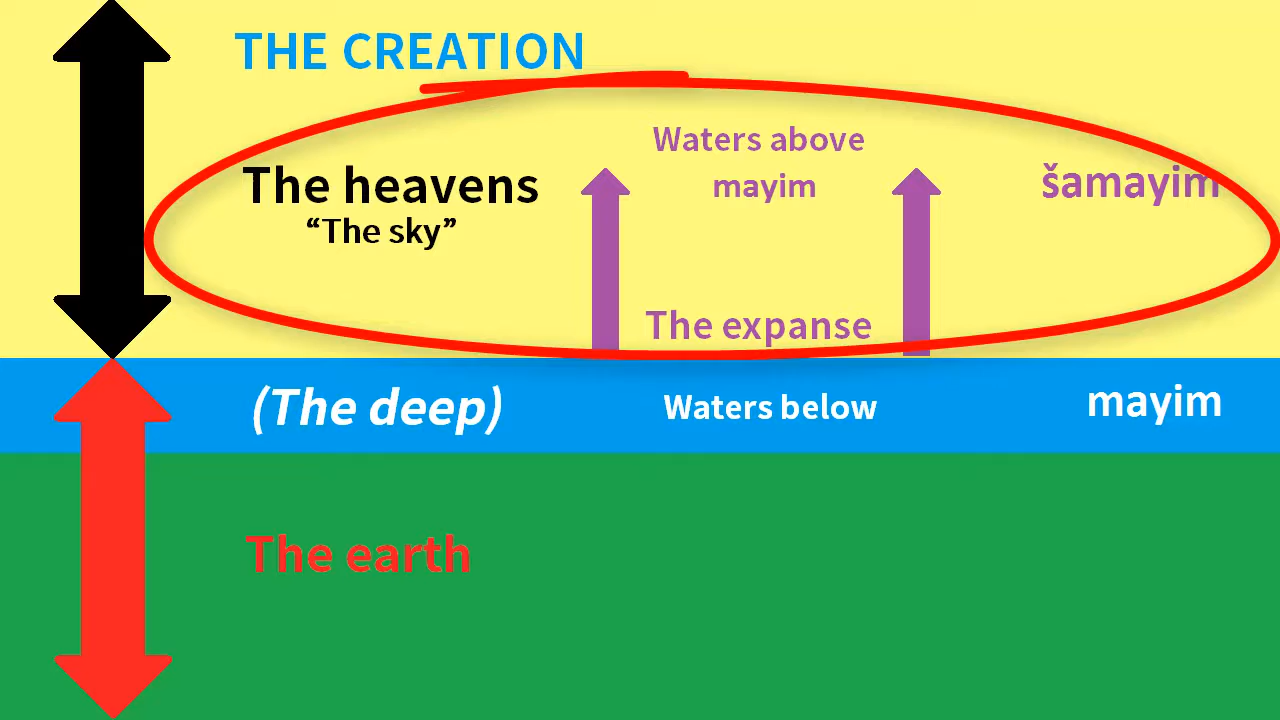 THE CREATION
Waters above
The heavens
mayim
šamayim
“The sky”
The expanse
(The deep)
Waters below
mayim
The earth